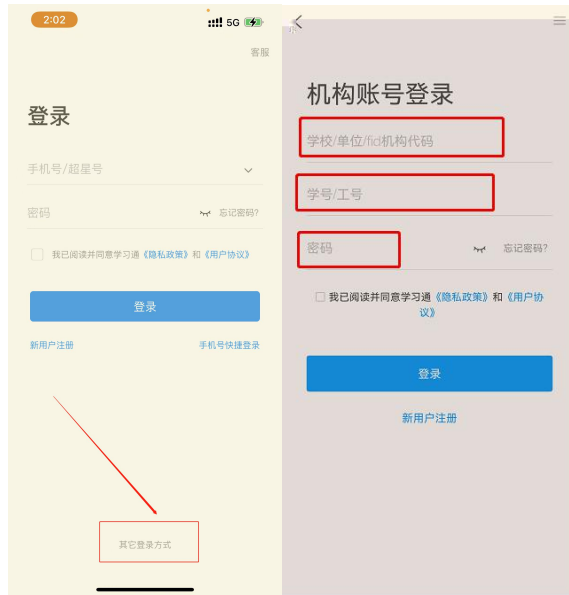 2:02
5G
客服
登录
手机号/超星号
密码
忘记密码?
我已阅读并同意学习通《隐私政策》和《用户协议》
登录
新用户注册
手机号快捷登录
其它登录方式
机构账号登录
学校/单位/fid机构代码
学号/工号
密码
忘记密码?
我已阅读并同意学习通《隐私政策》和《用户协
议》
登录
新用户注册